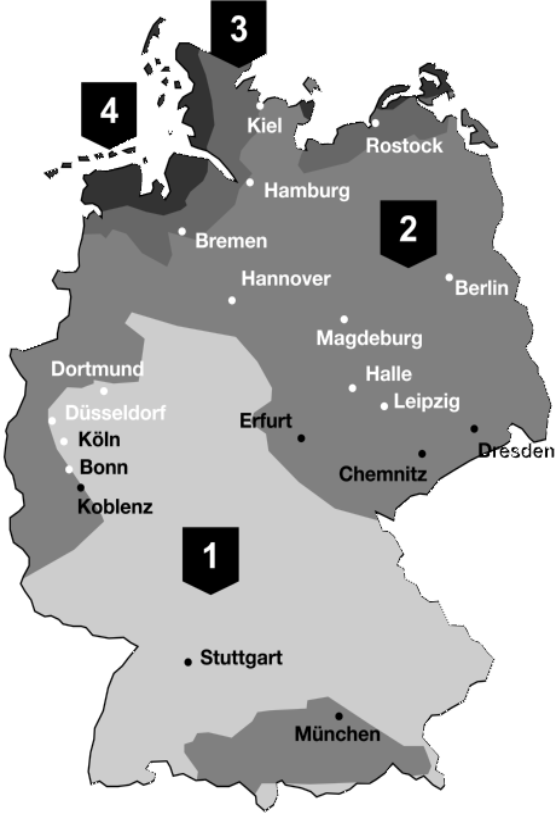 3
4
Kiel
Rostock
Hamburg
2
Bremen
Hannover
Berlin
Magdeburg
Dortmund
Halle
Leipzig
Düsseldorf
Erfurt
Köln
Dresden
Bonn
Chemnitz
Koblenz
1
Stuttgart
München